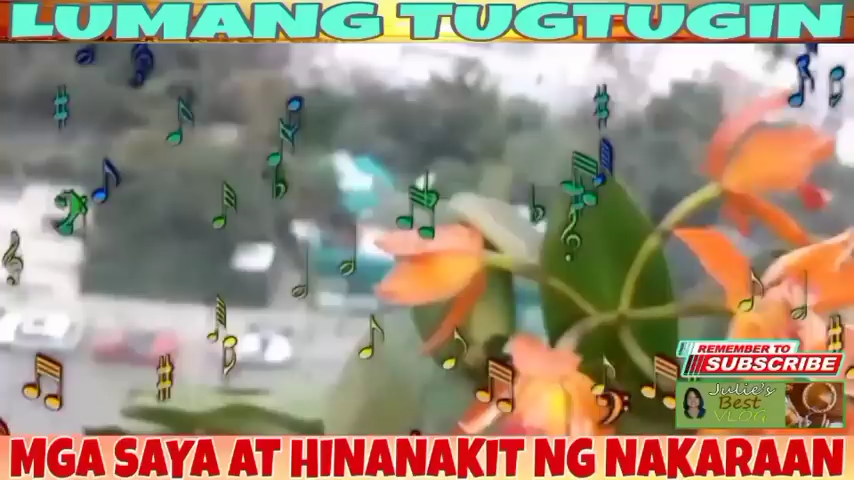 LUMANG TUGTUGIN
REMEMBER TO
SUBSCRIBE
Julie's
Best
VLOG
MGA SAYA AT HINANAKIT NG NAKARAAN